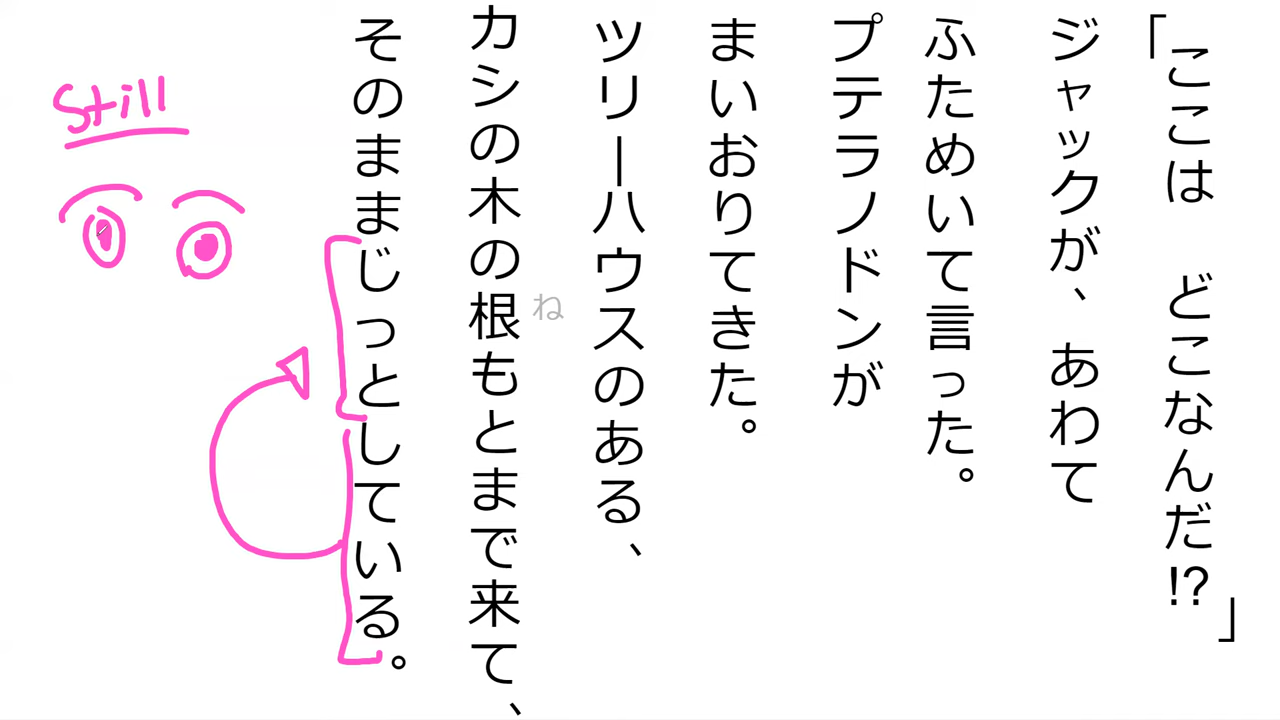 「ここは　どこなんだ!?」
ジャックが、あわて
ふためいて言った。
プテラノドンが
まいおりてきた。
ツリーハウスのある、
カシの木の根もとまで来て、
ね
そのままじっとしている。
Still